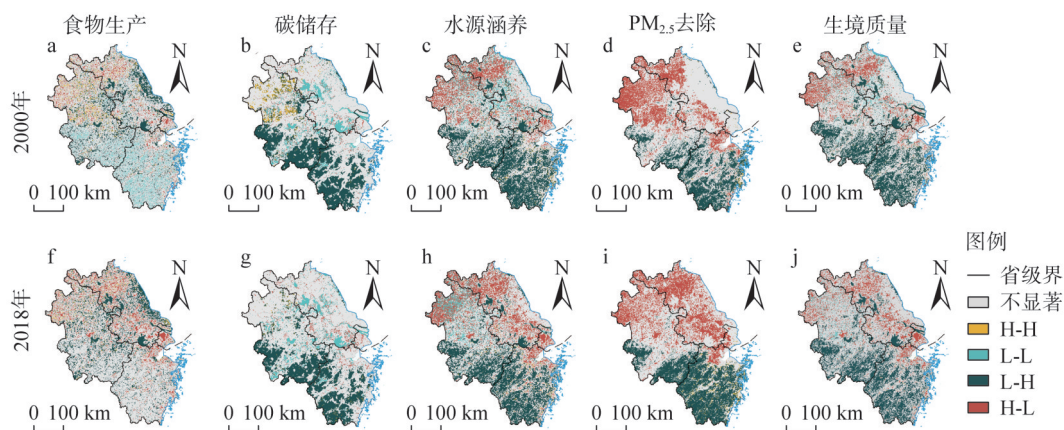 食物生产 碳储存 水源涵养 PM2.5去除 生境质量
a N b N c N d N e N
2000年
0 100 km 0 100 km 0 100 km 0 100 km 0 100 km
f N g N h N i N j N
2018年
0 100 km 0 100 km 0 100 km 0 100 km 0 100 km
图例
省级界
不显著
H-H
L-L
L-H
H-L